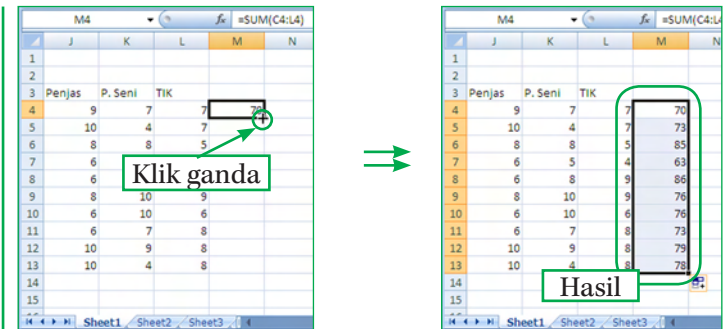 M4 fx =SUM(C4:L4)
J K L M N
1
2
3 Penjas P. Seni TIK
4 9 7 7 70
5 10 4 7
6 8 8 5
7 6
8 6
9 8 10 9
10 6 10 6
11 6 7 8
12 10 9 8
13 10 4 8
14
15
Klik ganda
Sheet1 Sheet2 Sheet3
M4 fx =SUM(C4:L4
J K L M N
1
2
3 Penjas P. Seni TIK
4 9 7 7 70
5 10 4 7 73
6 8 8 5 85
7 6 5 4 63
8 6 8 9 86
9 8 10 9 76
10 6 10 6 76
11 6 7 8 73
12 10 9 8 79
13 10 4 8 78
14
15
Hasil
Sheet1 Sheet2 Sheet3